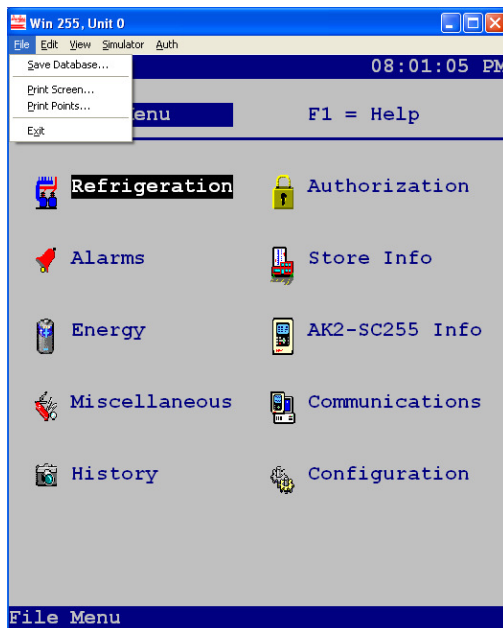 Win 255, Unit 0
File Edit View Simulator Auth
Save Database...
Print Screen...
Print Points...
Exit
08:01:05 PM
enu
F1 = Help
Refrigeration
Authorization
Alarms
Store Info
Energy
AK2-SC255 Info
Miscellaneous
Communications
History
Configuration
File Menu